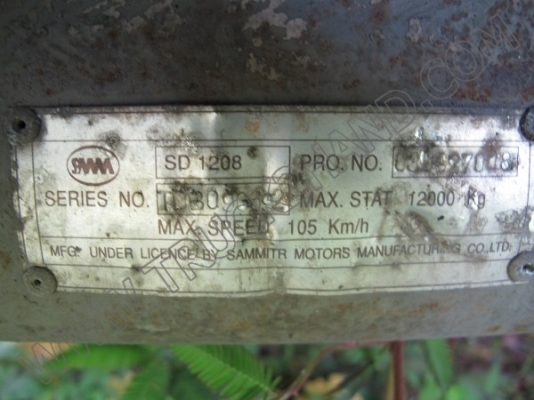 SMM SD 1208 PRO. NO.
SERIES NO. MAX. STAT 12000 Kg
MAX. SPEED 105 Km/h
MFG. UNDER LICENCE BY SAMMITR MOTORS MANUFACTURING CO.,LTD.